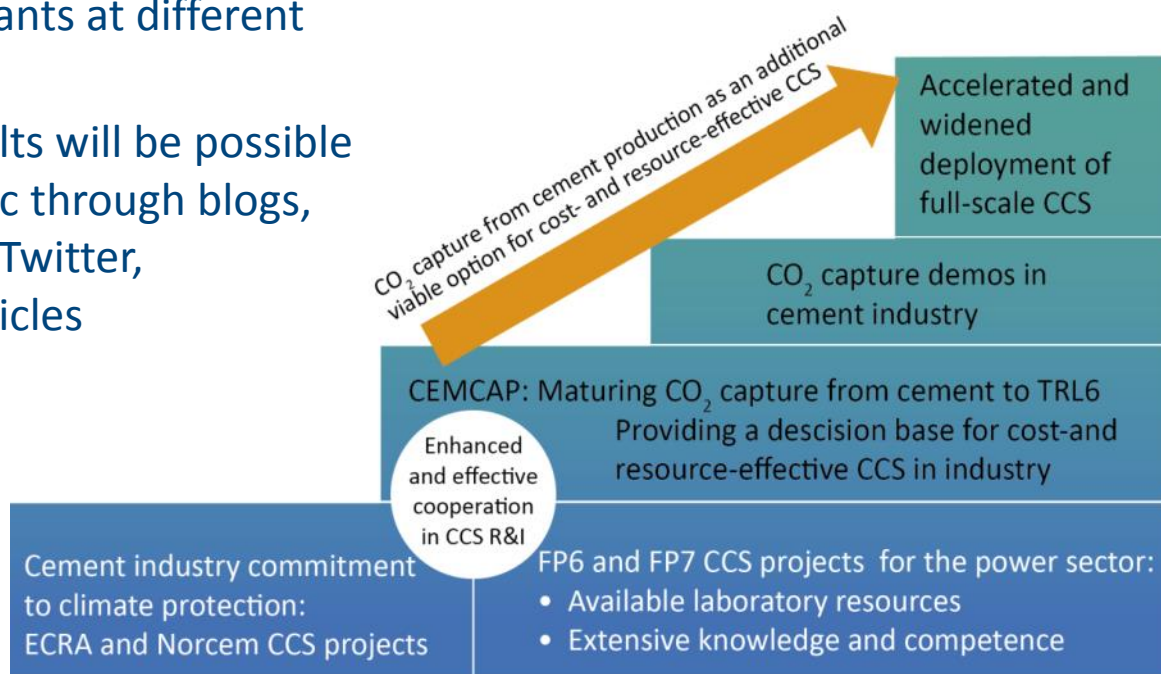 ants at different
lts will be possible
c through blogs,
Twitter,
icles
CO₂ capture from cement production as an additional
viable option for cost- and resource-effective CCS
Accelerated and
widened
deployment of
full-scale CCS
CO₂ capture demos in
cement industry
CEMCAP: Maturing CO₂ capture from cement to TRL6
Providing a descision base for cost-and
resource-effective CCS in industry
Enhanced
and effective
cooperation
in CCS R&I
Cement industry commitment
to climate protection:
ECRA and Norcem CCS projects
FP6 and FP7 CCS projects for the power sector:
• Available laboratory resources
• Extensive knowledge and competence